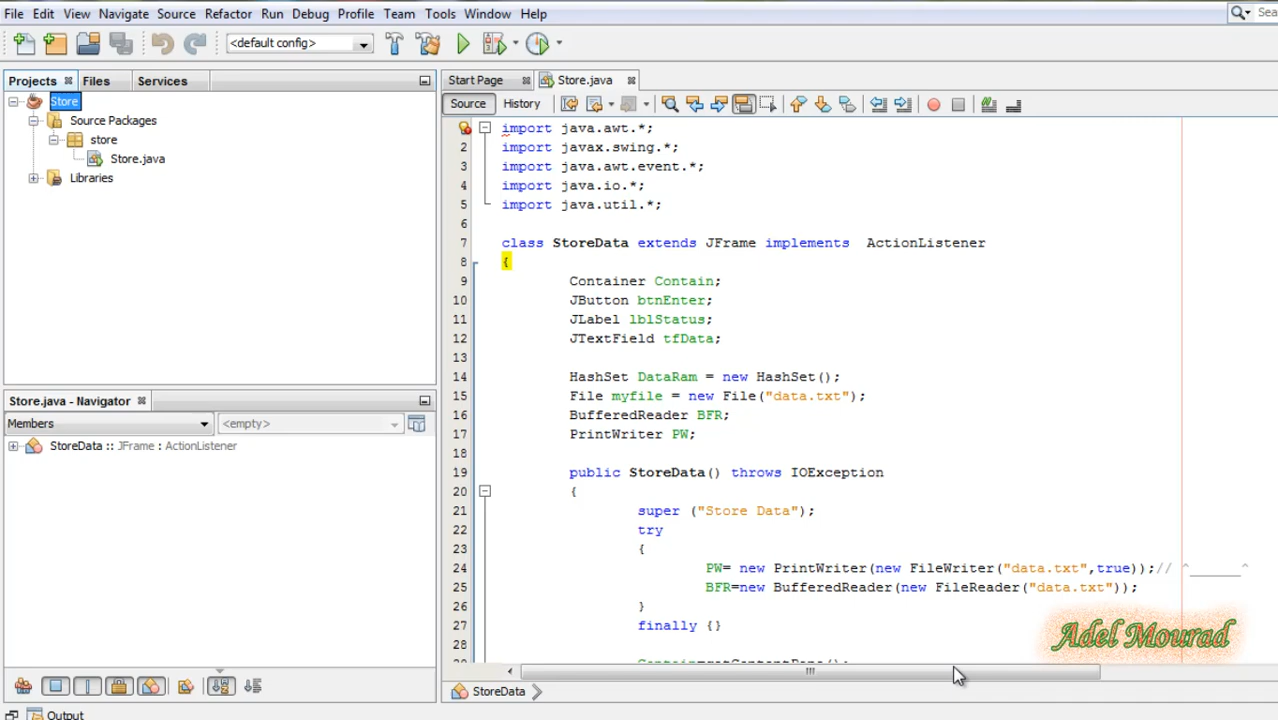 File Edit View Navigate Source Refactor Run Debug Profile Team Tools Window Help
Sea
<default config>
Projects Files Services
Store
Source Packages
store
Store.java
Libraries
Store.java - Navigator
Members <empty>
StoreData :: JFrame : ActionListener
Output
Start Page Store.java
Source History
import java.awt.*;
2 import javax.swing.*;
3 import java.awt.event.*;
4 import java.io.*;
5 import java.util.*;
6
7 class StoreData extends JFrame implements ActionListener
8 {
9 Container Contain;
10 JButton btnEnter;
11 JLabel lblStatus;
12 JTextField tfData;
13
14 HashSet DataRam = new HashSet();
15 File myfile = new File("data.txt");
16 BufferedReader BFR;
17 PrintWriter PW;
18
19 public StoreData() throws IOException
20 {
21 super ("Store Data");
22 try
23 {
24 PW= new PrintWriter(new FileWriter("data.txt",true));// ^______^
25 BFR=new BufferedReader(new FileReader("data.txt"));
26 }
27 finally {}
28
Adel Mourad
StoreData